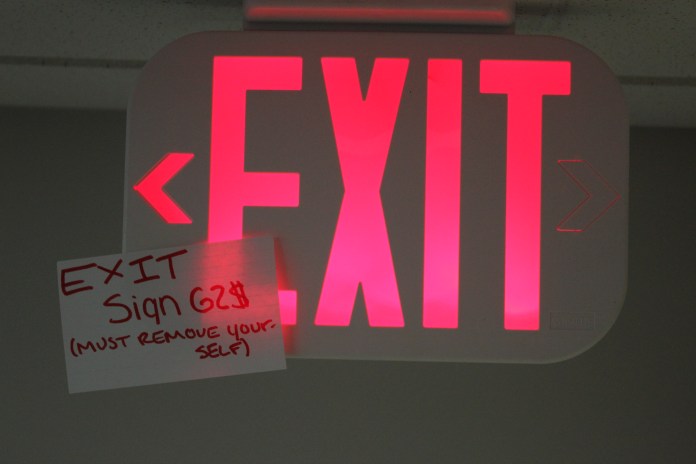 EXIT
EXIT
Sign 62$
(MUST REMOVE YOUR-
SELF)